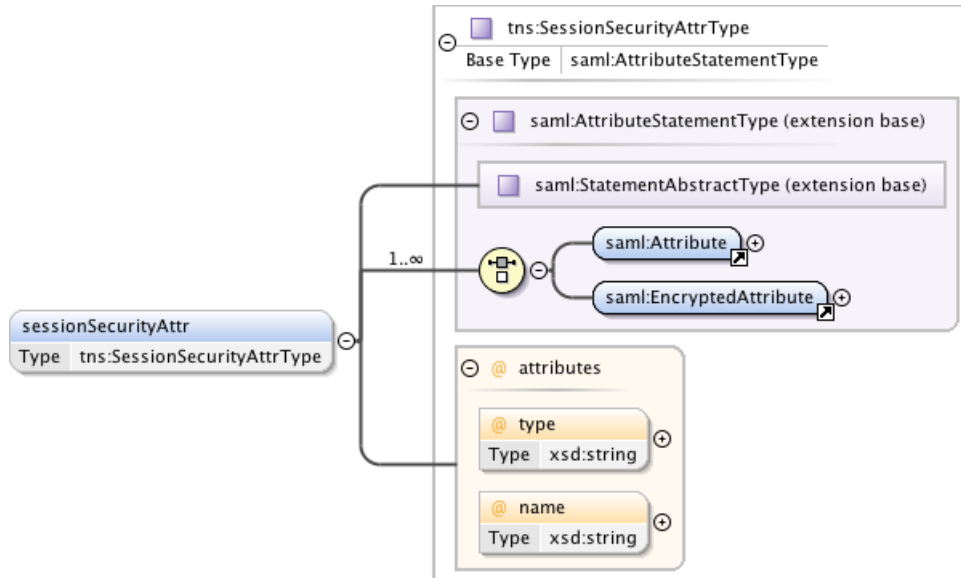 tns:SessionSecurityAttrType
Base Type saml:AttributeStatementType
saml:AttributeStatementType (extension base)
saml:StatementAbstractType (extension base)
1..∞
saml:Attribute
saml:EncryptedAttribute
sessionSecurityAttr
Type tns:SessionSecurityAttrType
@ attributes
@ type
Type xsd:string
@ name
Type xsd:string